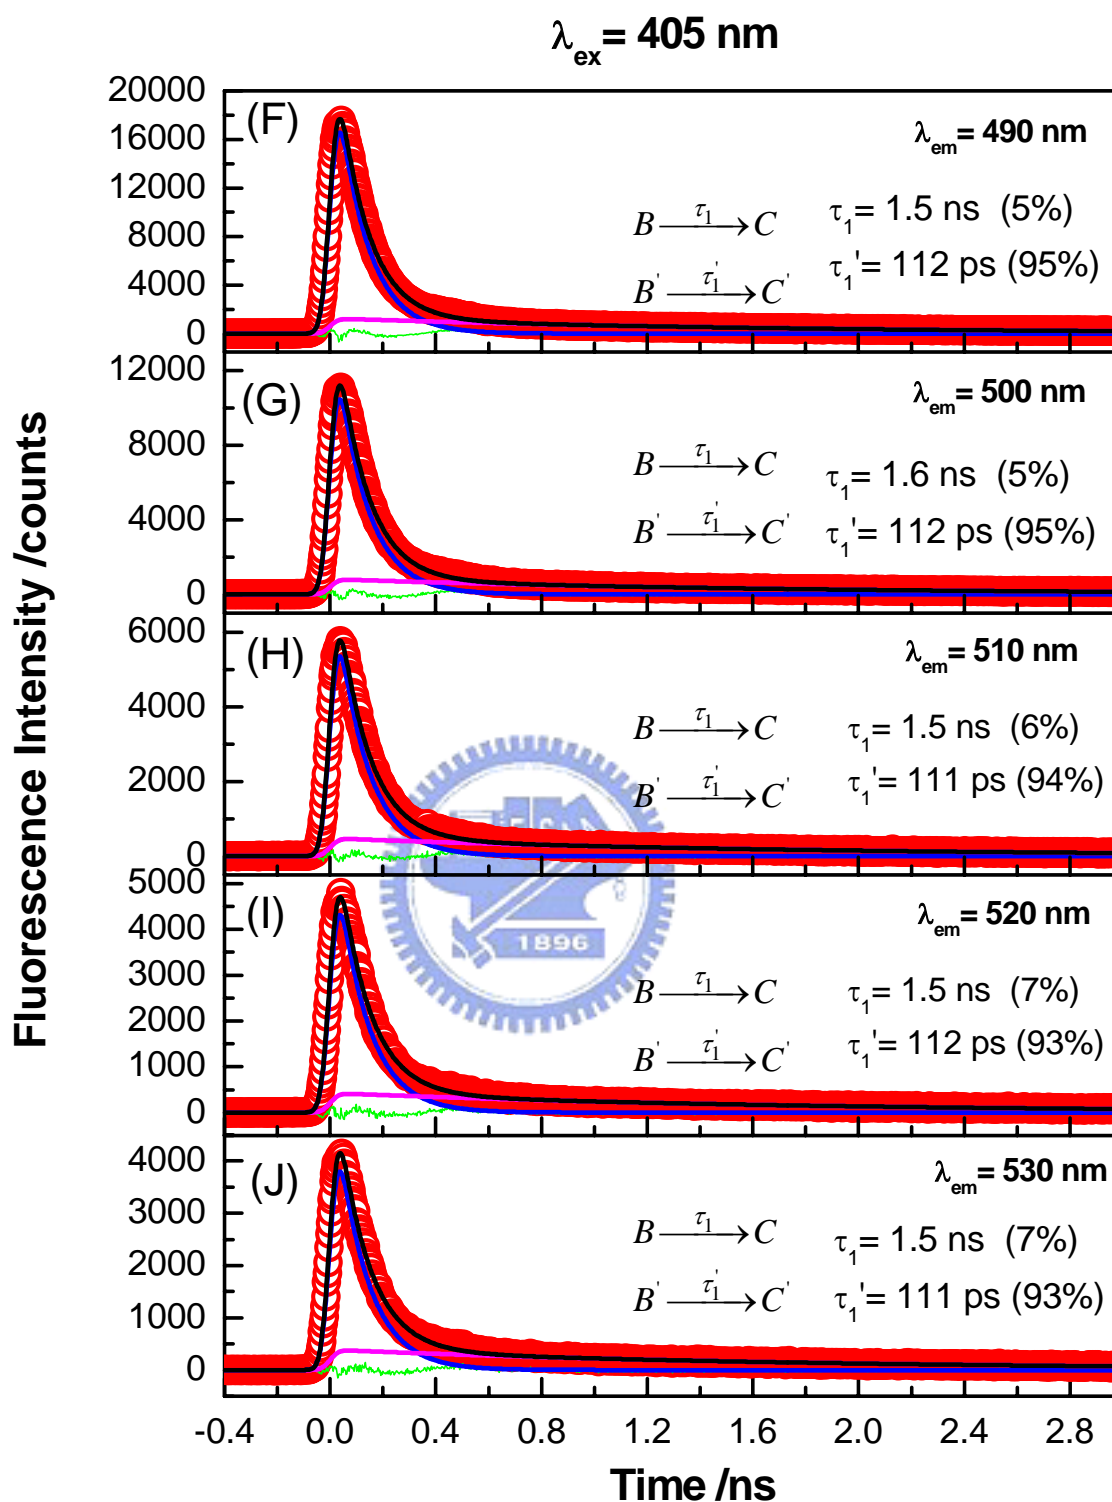 λex= 405 nm
Fluorescence Intensity /counts
20000
16000
12000
8000
4000
0
(F)
λem= 490 nm
B —τ1→ C
τ1= 1.5 ns (5%)
B' —τ1'→ C'
τ1'= 112 ps (95%)
12000
8000
4000
0
(G)
λem= 500 nm
B —τ1→ C
τ1= 1.6 ns (5%)
B' —τ1'→ C'
τ1'= 112 ps (95%)
6000
4000
2000
0
(H)
λem= 510 nm
B —τ1→ C
τ1= 1.5 ns (6%)
B' —τ1'→ C'
τ1'= 111 ps (94%)
5000
4000
3000
2000
1000
0
(I)
λem= 520 nm
1896
B —τ1→ C
τ1= 1.5 ns (7%)
B' —τ1'→ C'
τ1'= 112 ps (93%)
4000
3000
2000
1000
0
(J)
λem= 530 nm
B —τ1→ C
τ1= 1.5 ns (7%)
B' —τ1'→ C'
τ1'= 111 ps (93%)
-0.4 0.0 0.4 0.8 1.2 1.6 2.0 2.4 2.8
Time /ns